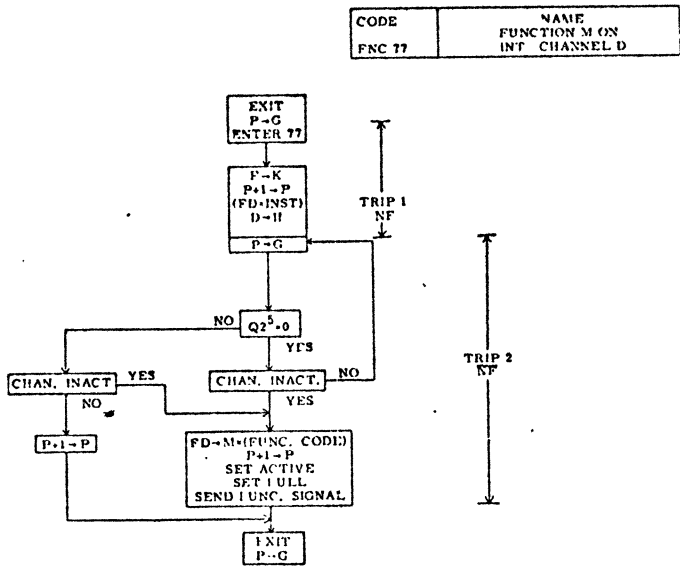 CODE
NAME
FUNCTION M ON
FNC 77
INT CHANNEL D
EXIT
P→G
ENTER 77
F→K
P+1→P
(FD=INST)
D→H
P→G
TRIP 1
NF
Q2⁵=0
NO
YES
CHAN. INACT
YES
NO
CHAN. INACT.
NO
YES
TRIP 2
NF
P+1→P
FD→M=(FUNC. CODE)
P+1→P
SET ACTIVE
SET FULL
SEND FUNC. SIGNAL
EXIT
P→G